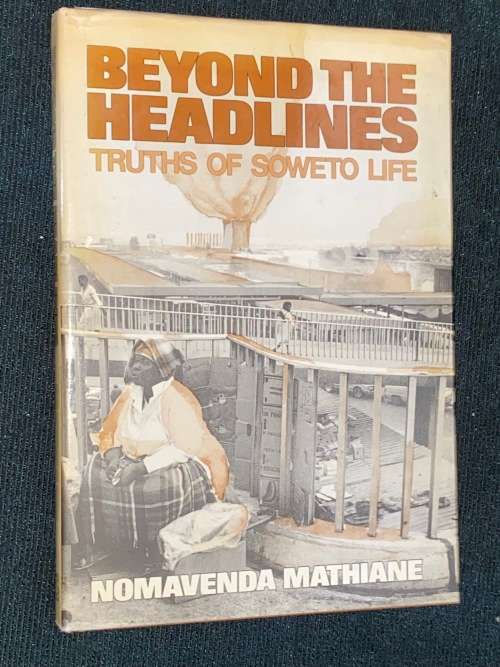 BEYOND THE
HEADLINES
TRUTHS OF SOWETO LIFE
NOMAVENDA MATHIANE